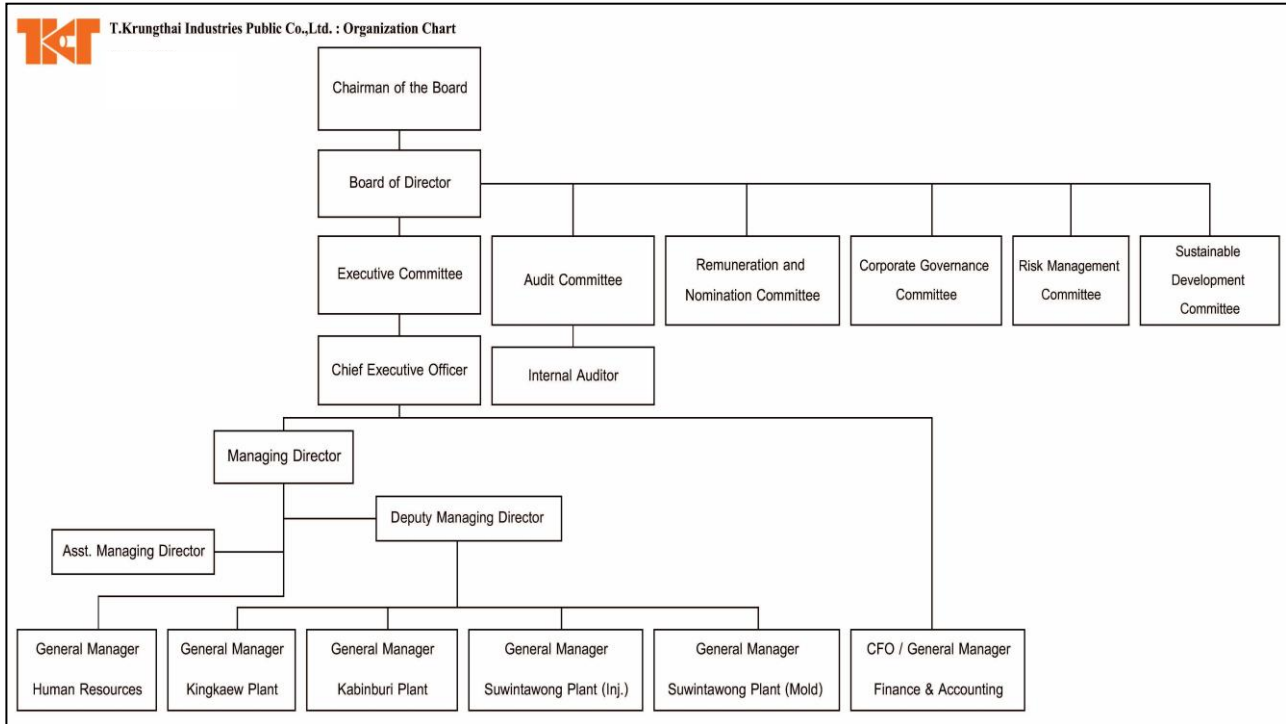 TKT
T.Krungthai Industries Public Co.,Ltd. : Organization Chart
Chairman of the Board
Board of Director
Executive Committee
Audit Committee
Remuneration and
Nomination Committee
Corporate Governance
Committee
Risk Management
Committee
Sustainable
Development
Committee
Chief Executive Officer
Internal Auditor
Managing Director
Deputy Managing Director
Asst. Managing Director
General Manager
Human Resources
General Manager
Kingkaew Plant
General Manager
Kabinburi Plant
General Manager
Suwintawong Plant (Inj.)
General Manager
Suwintawong Plant (Mold)
CFO / General Manager
Finance & Accounting